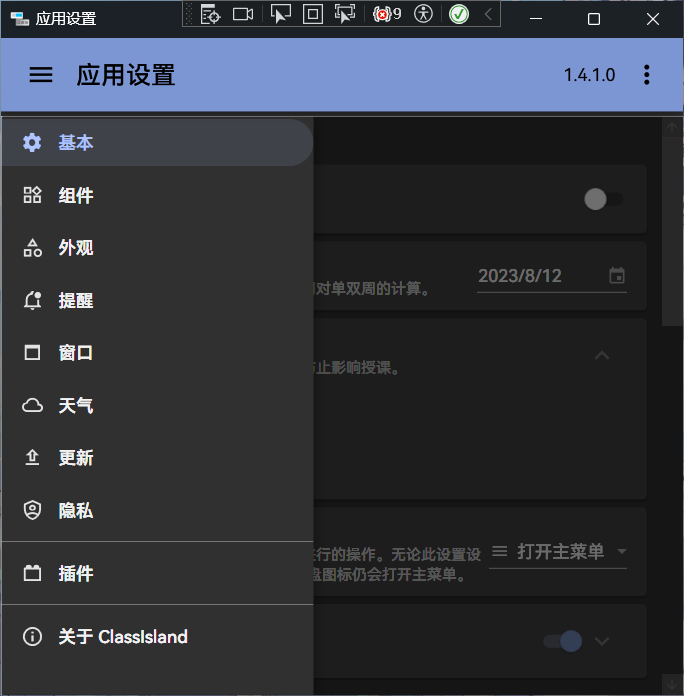 应用设置
9
应用设置
1.4.1.0
基本
组件
外观
提醒
窗口
天气
更新
隐私
插件
关于 ClassIsland
2023/8/12
对单双周的计算。
止影响授课。
行的操作。无论此设置设
盘图标仍会打开主菜单。
打开主菜单